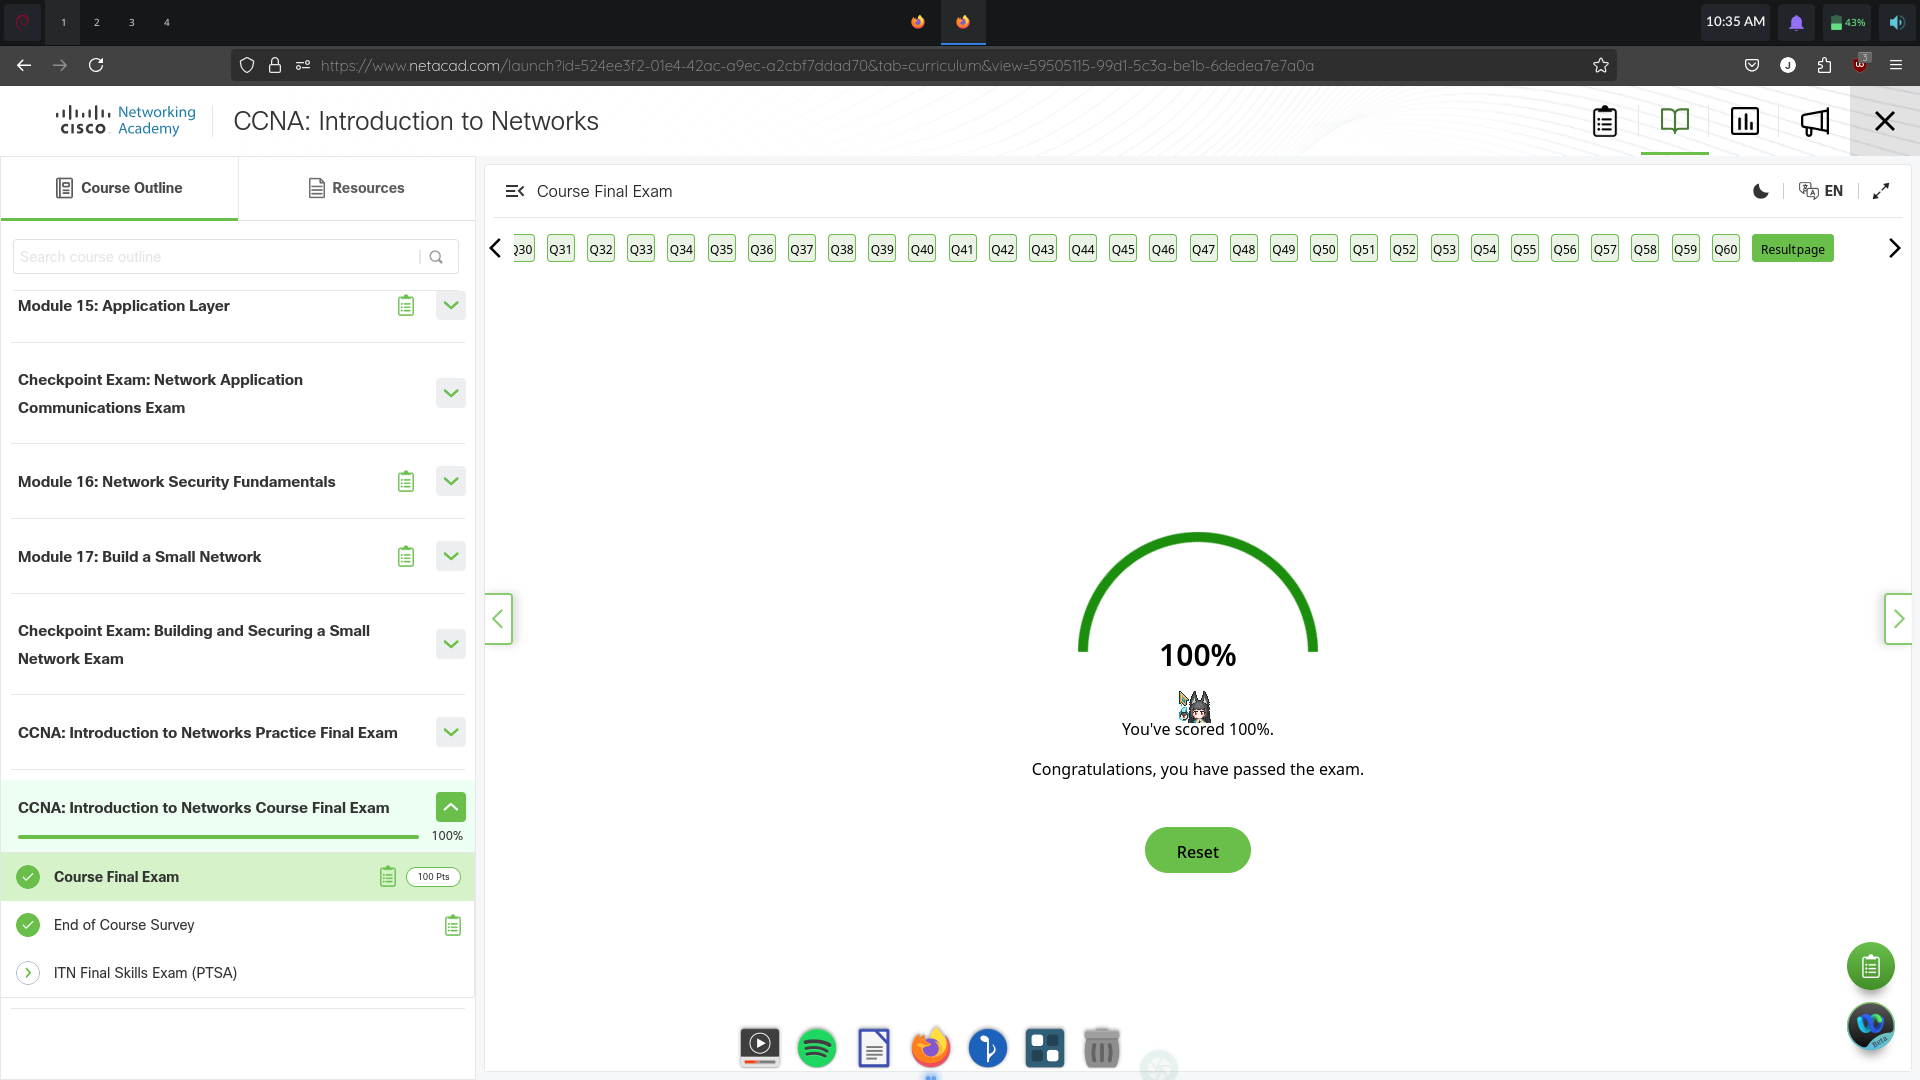 1
2
3
4
10:35 AM
43%
https://www.netacad.com/launch?id=524ee3f2-01e4-42ac-a9ec-a2cbf7ddad70&tab=curriculum&view=59505115-99d1-5c3a-be1b-6dedea7e7a0a
J
3
CISCO
Networking
Academy
CCNA: Introduction to Networks
Course Outline
Resources
Course Final Exam
EN
Search course outline
Q30 Q31 Q32 Q33 Q34 Q35 Q36 Q37 Q38 Q39 Q40 Q41 Q42 Q43 Q44 Q45 Q46 Q47 Q48 Q49 Q50 Q51 Q52 Q53 Q54 Q55 Q56 Q57 Q58 Q59 Q60 Resultpage
Module 15: Application Layer
Checkpoint Exam: Network Application
Communications Exam
Module 16: Network Security Fundamentals
Module 17: Build a Small Network
Checkpoint Exam: Building and Securing a Small
Network Exam
CCNA: Introduction to Networks Practice Final Exam
CCNA: Introduction to Networks Course Final Exam
100%
Course Final Exam
100 Pts
End of Course Survey
ITN Final Skills Exam (PTSA)
100%
You've scored 100%.
Congratulations, you have passed the exam.
Reset
Beta